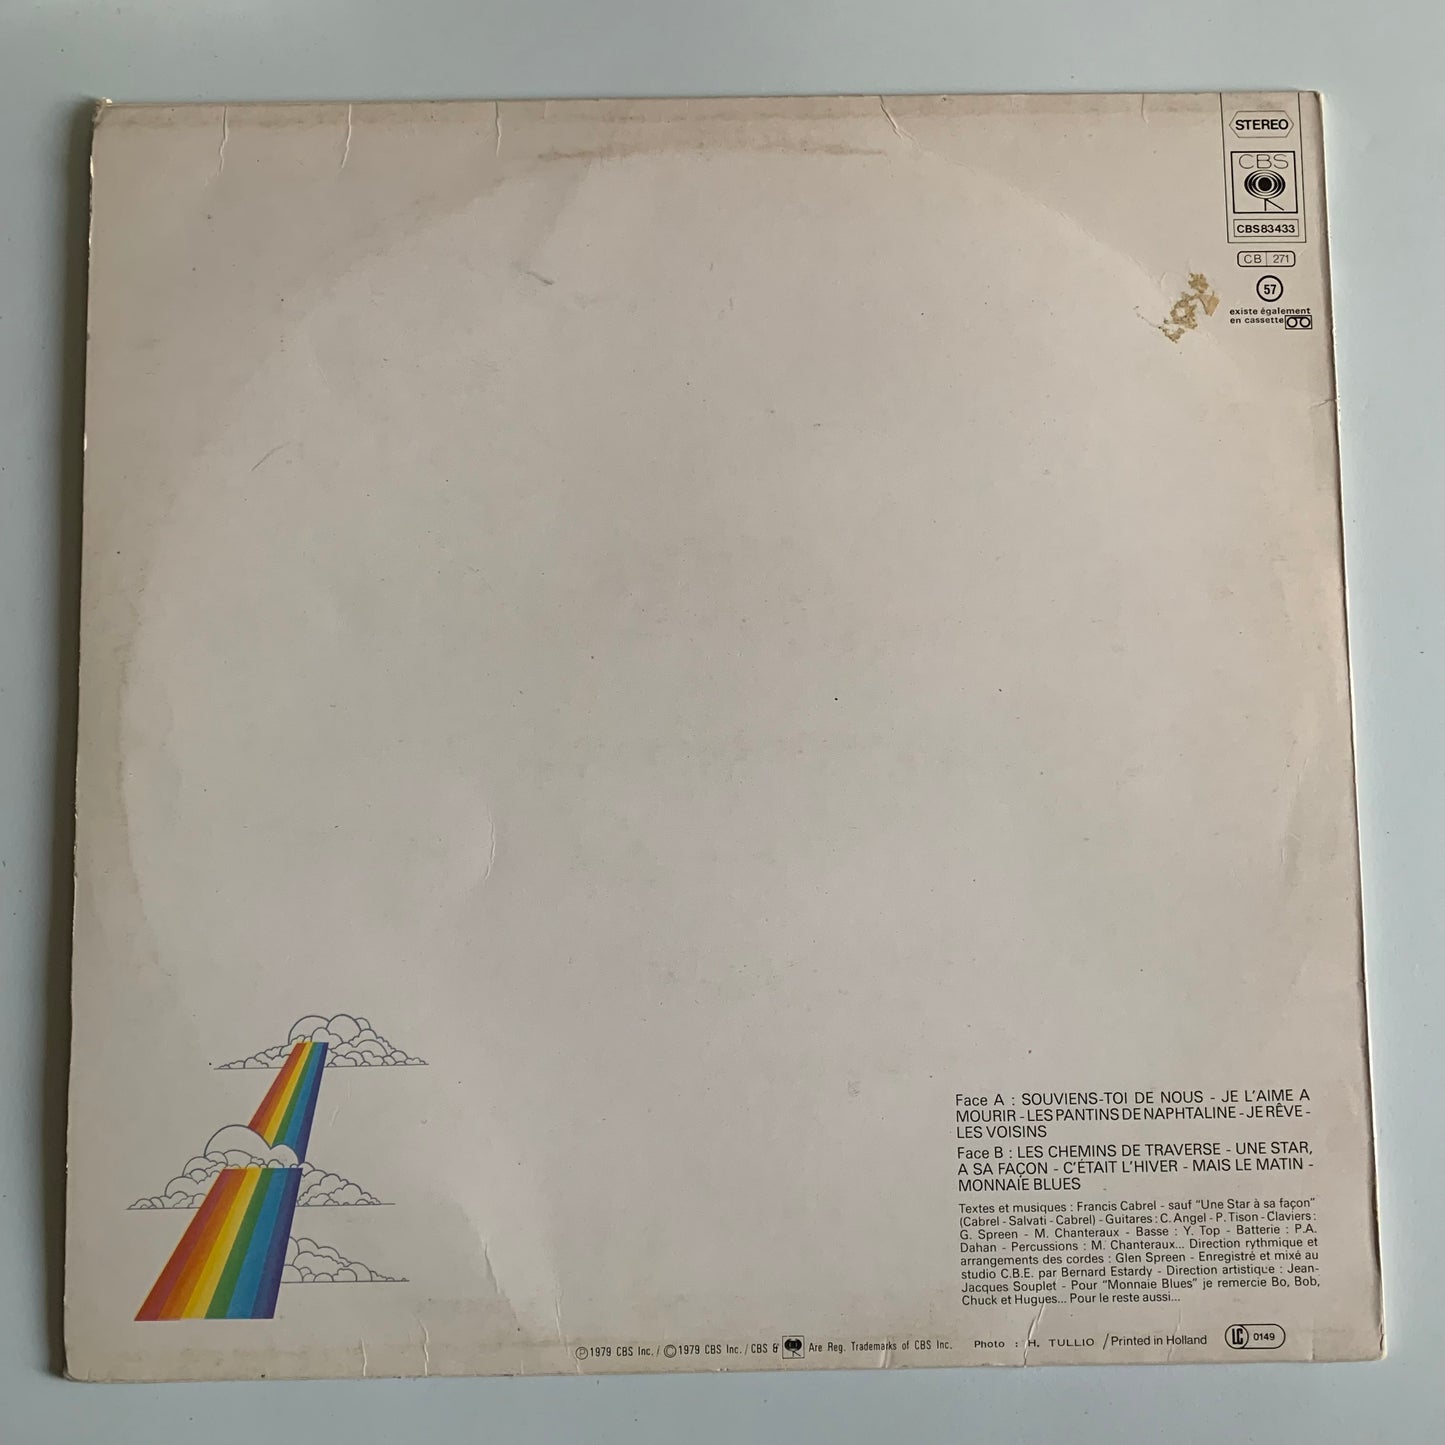 STEREO
CBS
CBS 83433
CB 271
57
existe également
en cassette
Face A : SOUVIENS-TOI DE NOUS - JE L'AIME A
MOURIR - LES PANTINS DE NAPHTALINE - JE RÊVE -
LES VOISINS
Face B : LES CHEMINS DE TRAVERSE - UNE STAR,
A SA FAÇON - C'ÉTAIT L'HIVER - MAIS LE MATIN -
MONNAIE BLUES
Textes et musiques : Francis Cabrel - sauf "Une Star à sa façon"
(Cabrel - Salvati - Cabrel) - Guitares : C. Angel - P. Tison - Claviers :
G. Spreen - M. Chanteraux - Basse : Y. Top - Batterie : P.A.
Dahan - Percussions : M. Chanteraux... Direction rythmique et
arrangements des cordes : Glen Spreen - Enregistré et mixé au
studio C.B.E. par Bernard Estardy - Direction artistique : Jean-
Jacques Souplet - Pour "Monnaie Blues" je remercie Bo, Bob,
Chuck et Hugues... Pour le reste aussi...
Ⓟ 1979 CBS Inc. / © 1979 CBS Inc. / CBS & Are Reg. Trademarks of CBS Inc. Photo : H. TULLIO / Printed in Holland LC 0149